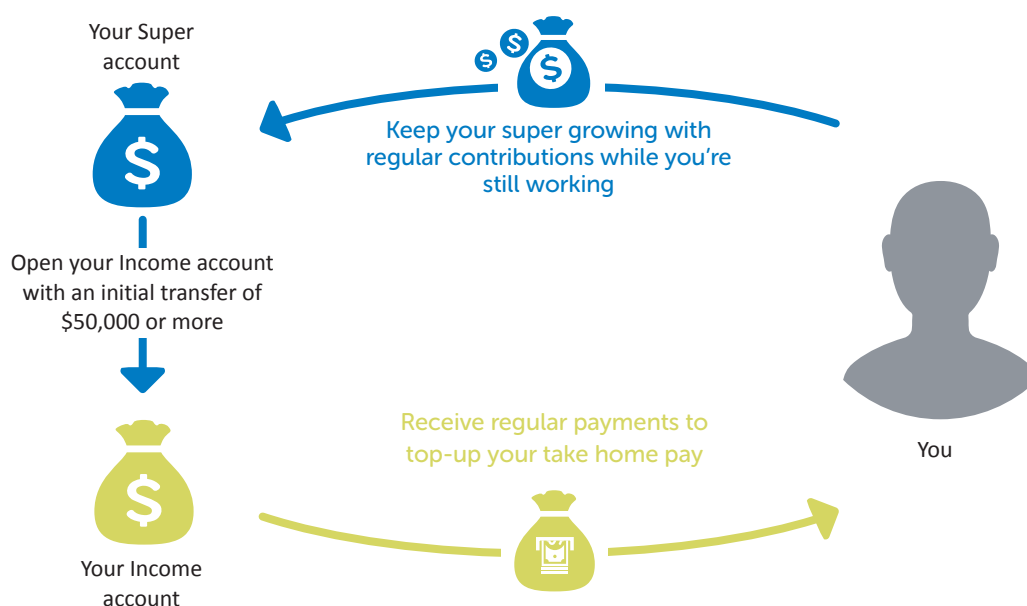 Your Super
account
$
$
$
$
Keep your super growing with
regular contributions while you're
still working
Open your Income account
with an initial transfer of
$50,000 or more
Receive regular payments to
top-up your take home pay
You
$
Your Income
account